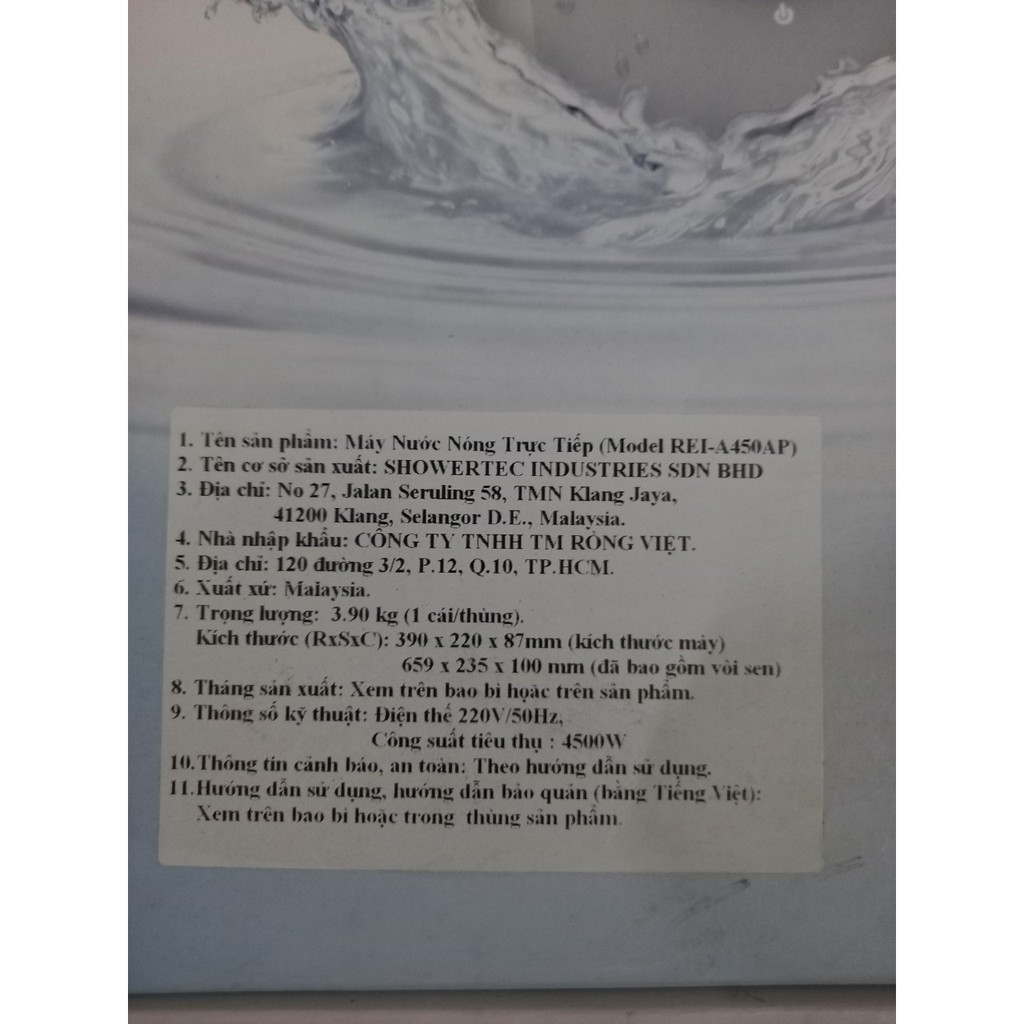 1. Tên sản phẩm: Máy Nước Nóng Trực Tiếp (Model REI-A450AP)
2. Tên cơ sở sản xuất: SHOWERTEC INDUSTRIES SDN BHD
3. Địa chỉ: No 27, Jalan Seruling 58, TMN Klang Jaya,
41200 Klang, Selangor D.E., Malaysia.
4. Nhà nhập khẩu: CÔNG TY TNHH TM RỒNG VIỆT.
5. Địa chỉ: 120 đường 3/2, P.12, Q.10, TP.HCM.
6. Xuất xứ: Malaysia.
7. Trọng lượng: 3.90 kg (1 cái/thùng).
Kích thước (RxSxC): 390 x 220 x 87mm (kích thước máy)
659 x 235 x 100 mm (đã bao gồm vòi sen)
8. Tháng sản xuất: Xem trên bao bì hoặc trên sản phẩm.
9. Thông số kỹ thuật: Điện thế 220V/50Hz,
Công suất tiêu thụ : 4500W
10. Thông tin cảnh báo, an toàn: Theo hướng dẫn sử dụng.
11. Hướng dẫn sử dụng, hướng dẫn bảo quản (bằng Tiếng Việt):
Xem trên bao bì hoặc trong thùng sản phẩm.